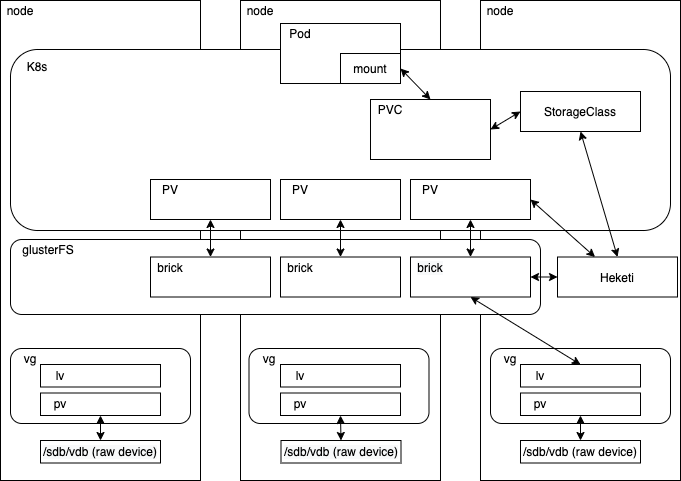 node
node
node
Pod
mount
K8s
PVC
StorageClass
PV
PV
PV
glusterFS
brick
brick
brick
Heketi
vg
vg
vg
lv
lv
lv
pv
pv
pv
/sdb/vdb (raw device)
/sdb/vdb (raw device)
/sdb/vdb (raw device)